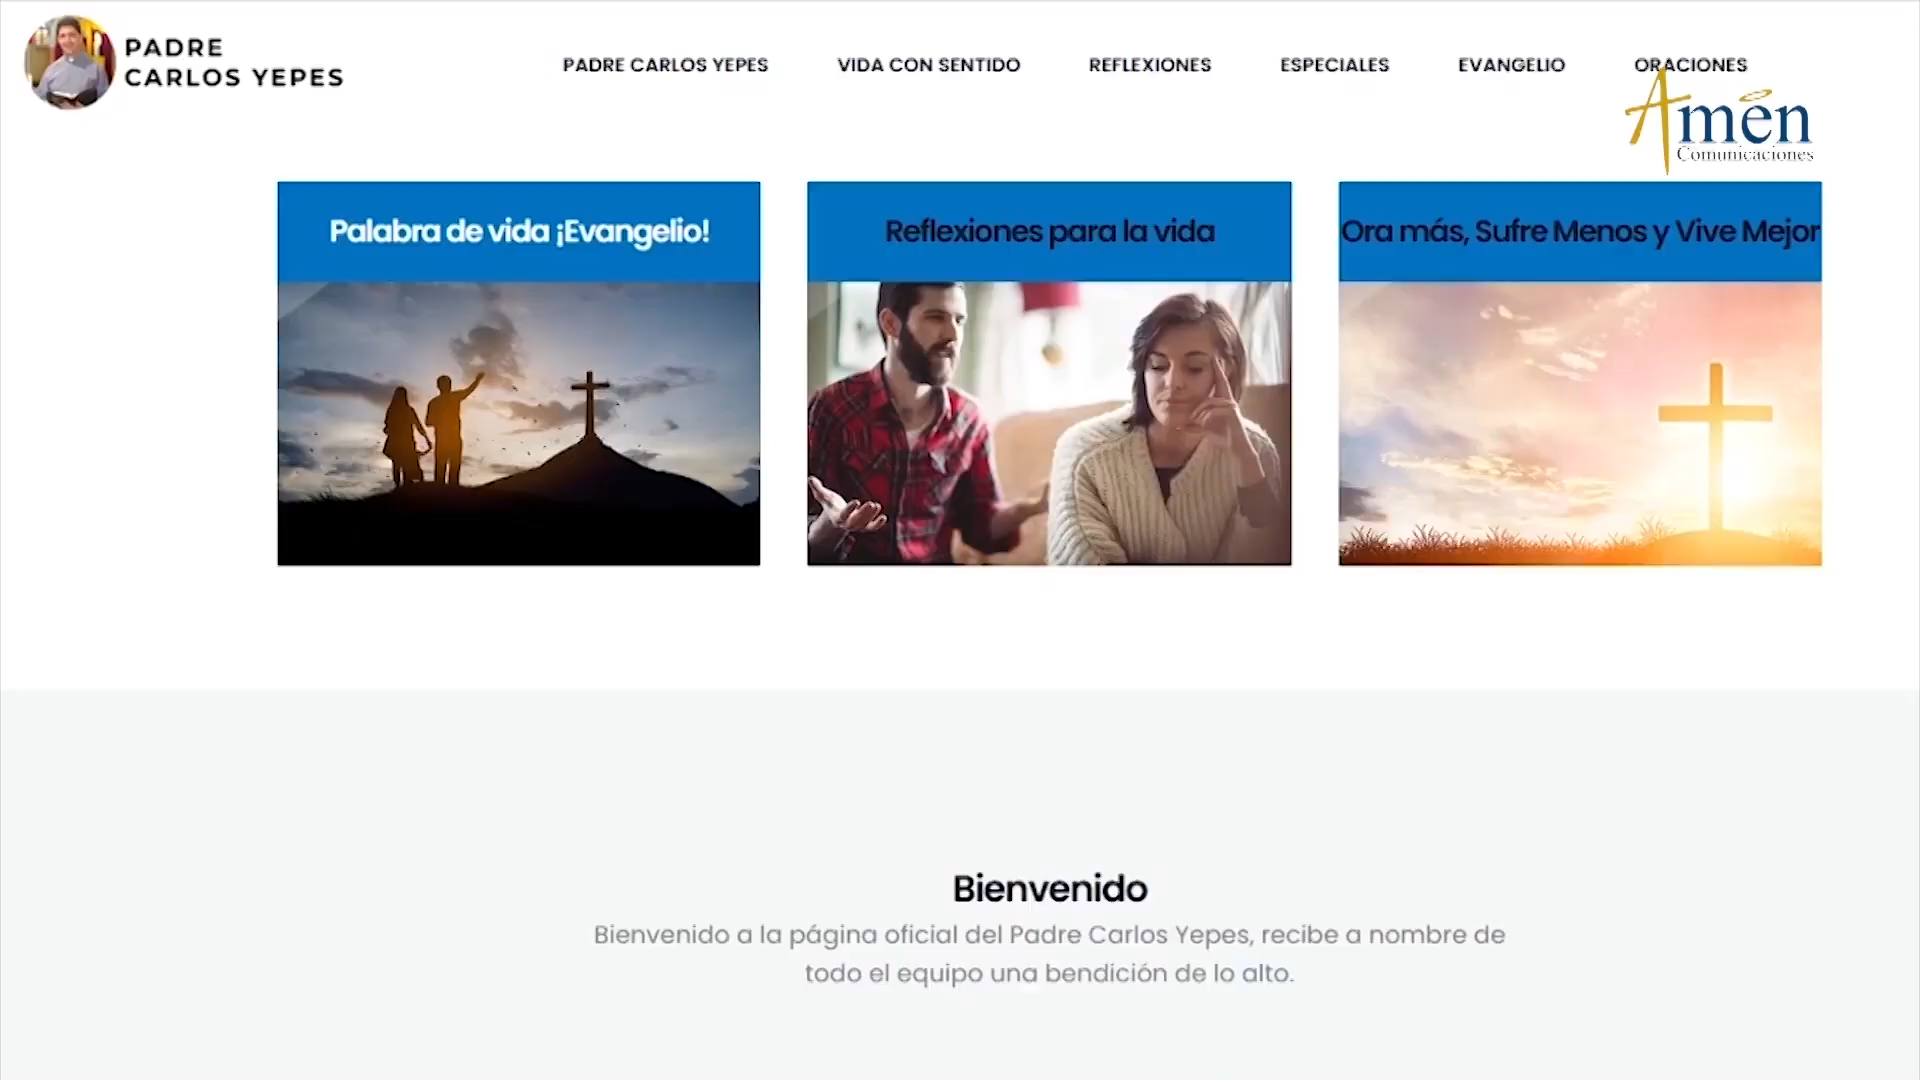 PADRE
CARLOS YEPES
PADRE CARLOS YEPES
VIDA CON SENTIDO
REFLEXIONES
ESPECIALES
EVANGELIO
ORACIONES
Amén
Comunicaciones
Palabra de vida ¡Evangelio!
Reflexiones para la vida
Ora más, Sufre Menos y Vive Mejor
Bienvenido
Bienvenido a la página oficial del Padre Carlos Yepes, recibe a nombre de
todo el equipo una bendición de lo alto.